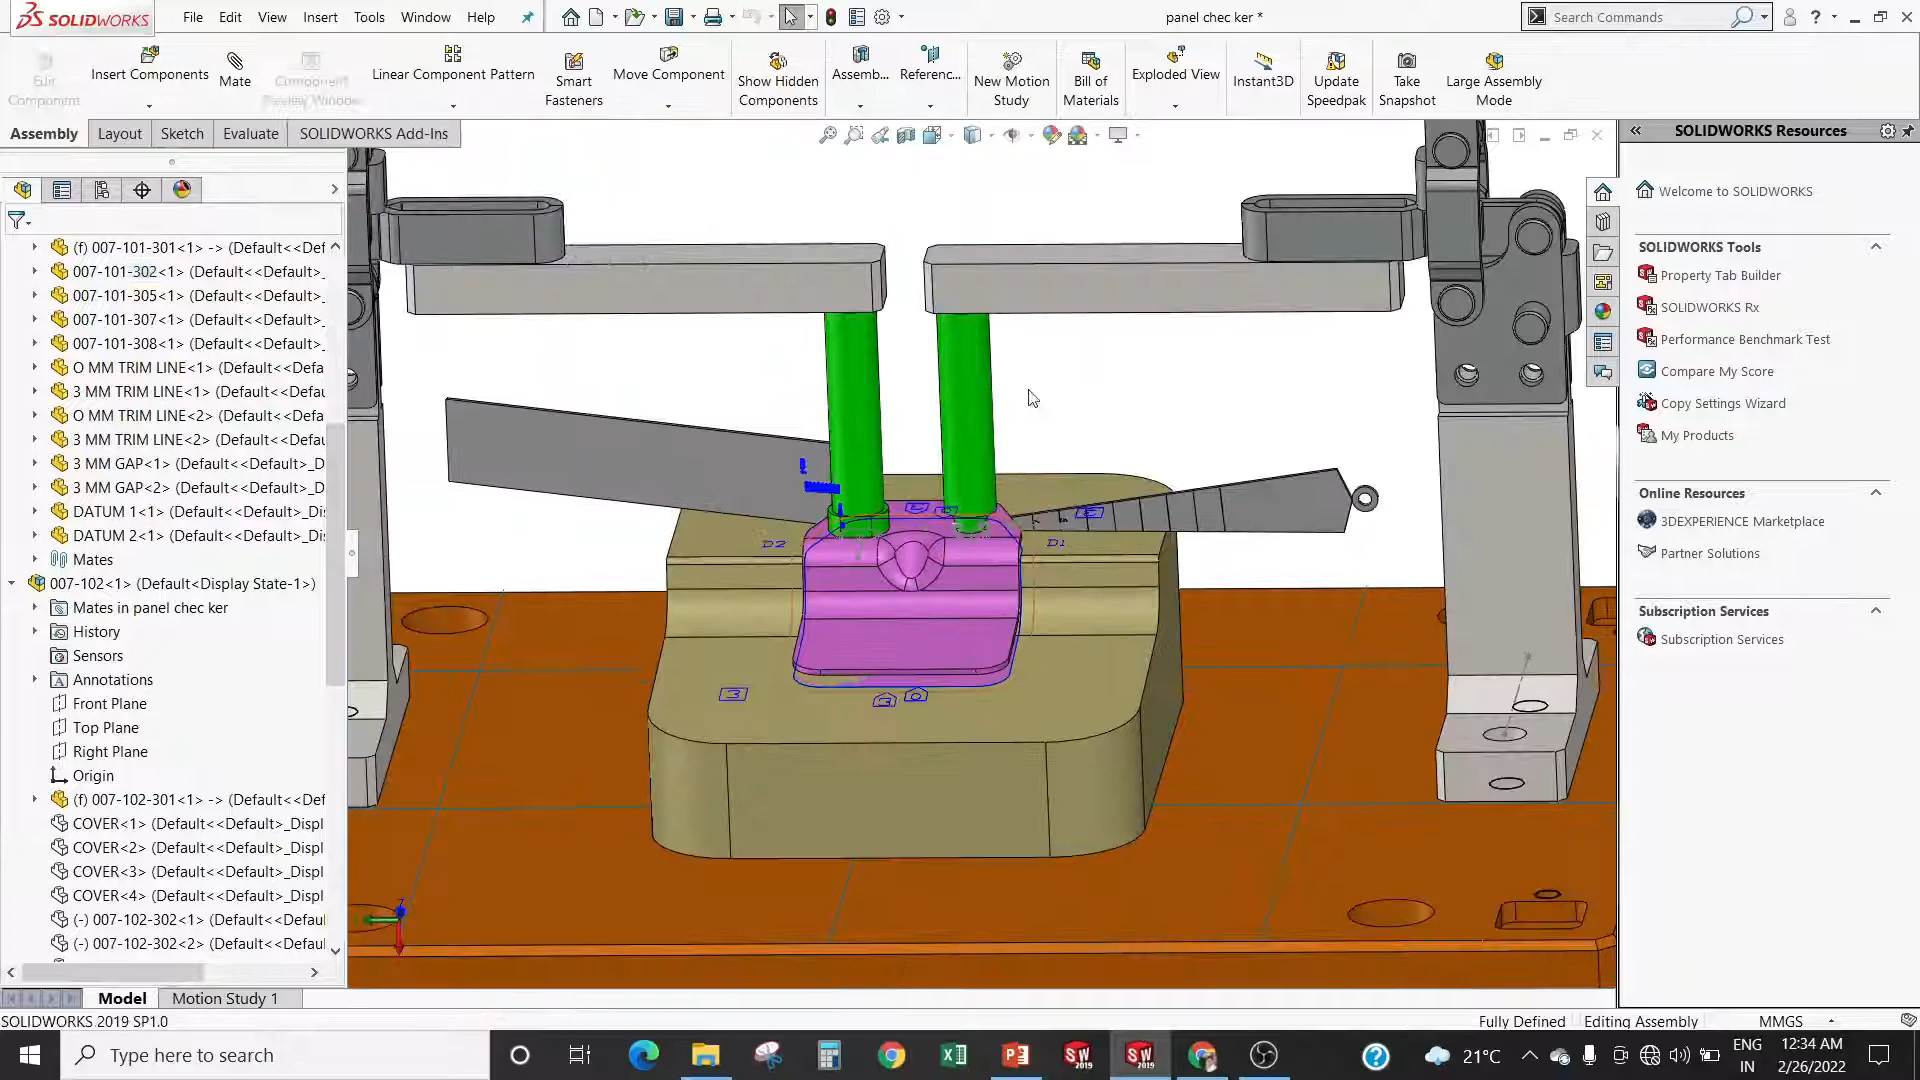 SOLIDWORKS
File Edit View Insert Tools Window Help
panel chec ker *
Search Commands
Edit Component
Insert Components
Mate
Component Preview Window
Linear Component Pattern
Smart Fasteners
Move Component
Show Hidden Components
Assemb...
Referenc...
New Motion Study
Bill of Materials
Exploded View
Instant3D
Update Speedpak
Take Snapshot
Large Assembly Mode
Assembly Layout Sketch Evaluate SOLIDWORKS Add-Ins
(f) 007-101-301<1> -> (Default<<Def
007-101-302<1> (Default<<Default>_
007-101-305<1> (Default<<Default>_
007-101-307<1> (Default<<Default>_
007-101-308<1> (Default<<Default>_
O MM TRIM LINE<1> (Default<<Defa
3 MM TRIM LINE<1> (Default<<Defa
O MM TRIM LINE<2> (Default<<Defa
3 MM TRIM LINE<2> (Default<<Defa
3 MM GAP<1> (Default<<Default>_D
3 MM GAP<2> (Default<<Default>_D
DATUM 1<1> (Default<<Default>_Dis
DATUM 2<1> (Default<<Default>_Dis
Mates
007-102<1> (Default<Display State-1>)
Mates in panel chec ker
History
Sensors
Annotations
Front Plane
Top Plane
Right Plane
Origin
(f) 007-102-301<1> -> (Default<<Def
COVER<1> (Default<<Default>_Displ
COVER<2> (Default<<Default>_Displ
COVER<3> (Default<<Default>_Displ
COVER<4> (Default<<Default>_Displ
(-) 007-102-302<1> (Default<<Defaul
(-) 007-102-302<2> (Default<<Defaul
D2
D1
3
3
O
SOLIDWORKS Resources
Welcome to SOLIDWORKS
SOLIDWORKS Tools
Property Tab Builder
SOLIDWORKS Rx
Performance Benchmark Test
Compare My Score
Copy Settings Wizard
My Products
Online Resources
3DEXPERIENCE Marketplace
Partner Solutions
Subscription Services
Subscription Services
Model Motion Study 1
SOLIDWORKS 2019 SP1.0
Fully Defined Editing Assembly MMGS
Type here to search
21°C
ENG
IN
12:34 AM
2/26/2022